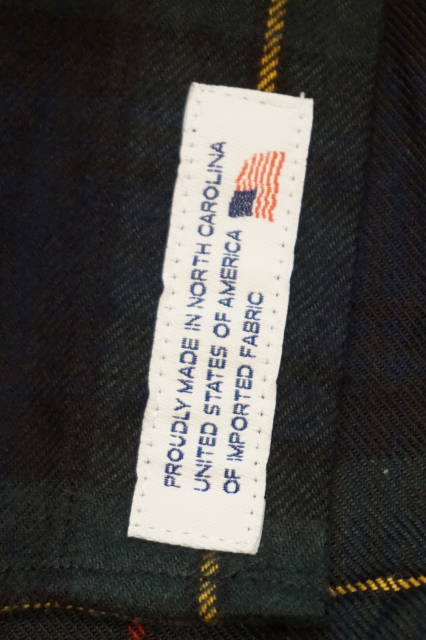 PROUDLY MADE IN NORTH CAROLINA
UNITED STATES OF AMERICA
OF IMPORTED FABRIC